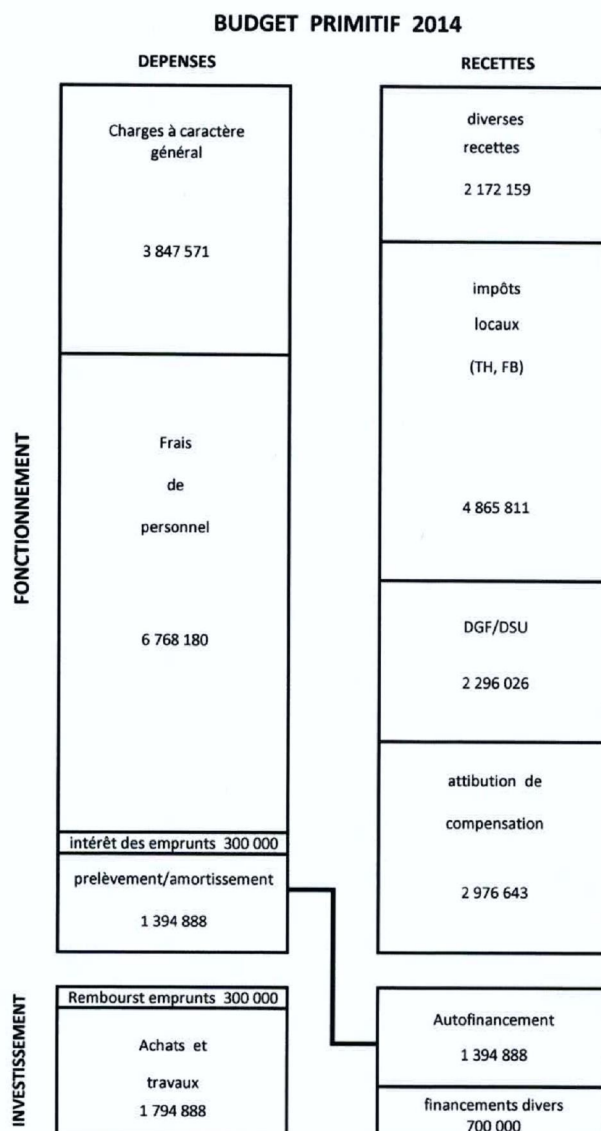 BUDGET PRIMITIF 2014
DEPENSES
Charges à caractère
général
3 847 571
Frais
de
personnel
6 768 180
intérêt des emprunts 300 000
prelèvement/amortissement
1 394 888
RECETTES
diverses
recettes
2 172 159
impôts
locaux
(TH, FB)
4 865 811
DGF/DSU
2 296 026
attibution de
compensation
2 976 643
FONCTIONNEMENT
Rembourst emprunts 300 000
Achats et
travaux
1 794 888
Autofinancement
1 394 888
financements divers
700 000
INVESTISSEMENT